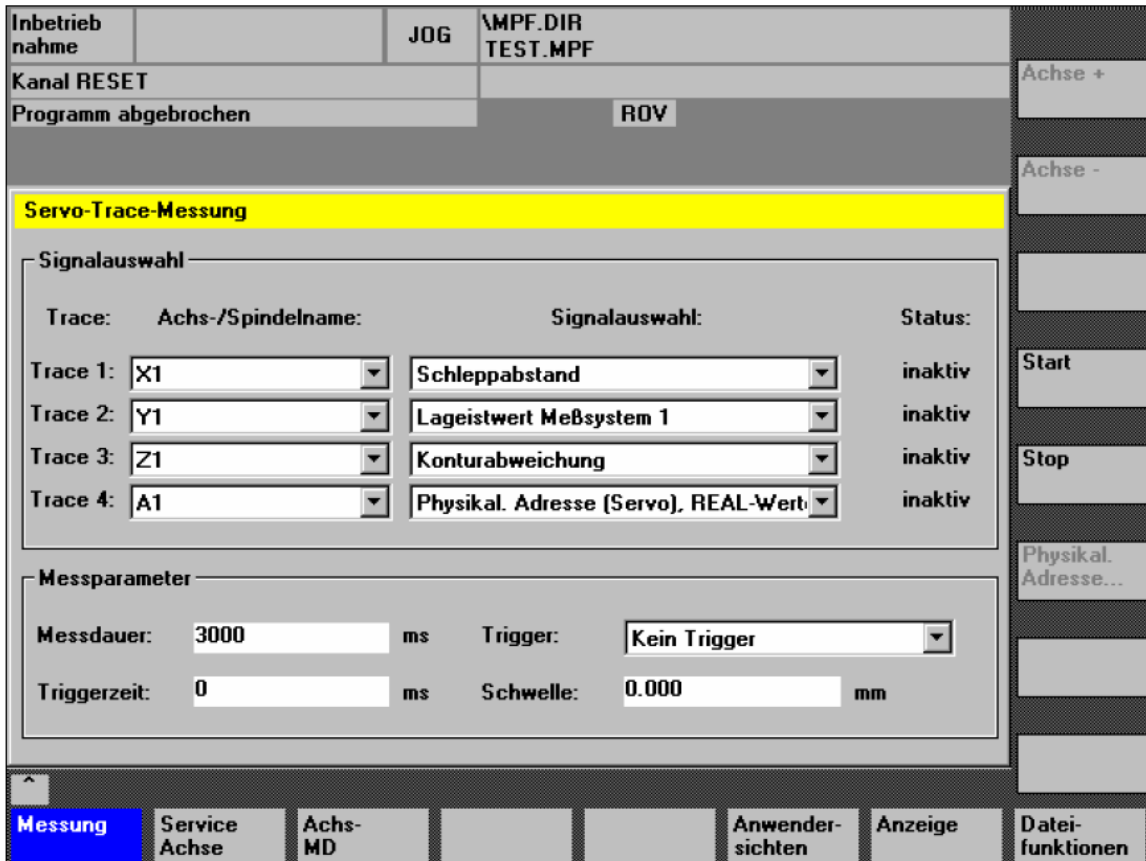 Inbetrieb
nahme
JOG
\MPF.DIR
TEST.MPF
Kanal RESET
Programm abgebrochen
ROV
Achse +
Achse -
Servo-Trace-Messung
Signalauswahl
Trace: Achs-/Spindelname: Signalauswahl: Status:
Trace 1: X1 Schleppabstand inaktiv
Trace 2: Y1 Lageistwert Meßsystem 1 inaktiv
Trace 3: Z1 Konturabweichung inaktiv
Trace 4: A1 Physikal. Adresse (Servo), REAL-Wert inaktiv
Start
Stop
Physikal.
Adresse...
Messparameter
Messdauer: 3000 ms Trigger: Kein Trigger
Triggerzeit: 0 ms Schwelle: 0.000 mm
^
Messung
Service
Achse
Achs-
MD
Anwender-
sichten
Anzeige
Datei-
funktionen